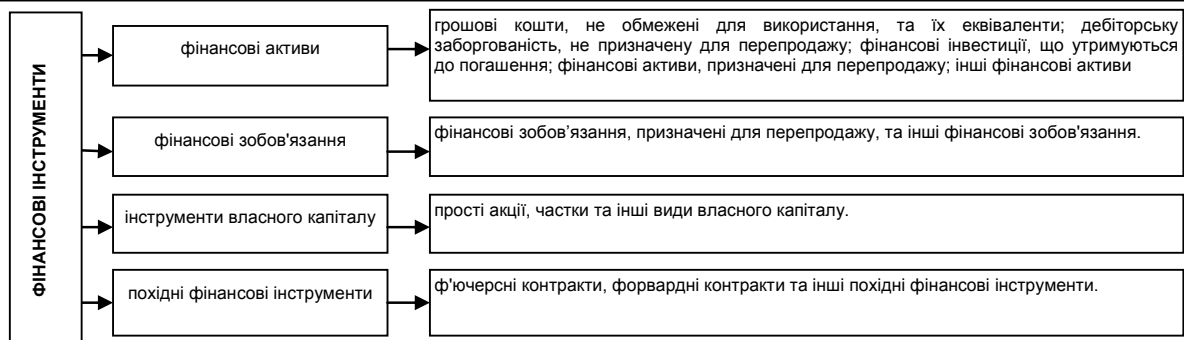 ФІНАНСОВІ ІНСТРУМЕНТИ
фінансові активи
грошові кошти, не обмежені для використання, та їх еквіваленти; дебіторську
заборгованість, не призначену для перепродажу; фінансові інвестиції, що утримуються
до погашення; фінансові активи, призначені для перепродажу; інші фінансові активи
фінансові зобов'язання
фінансові зобов’язання, призначені для перепродажу, та інші фінансові зобов'язання.
інструменти власного капіталу
прості акції, частки та інші види власного капіталу.
похідні фінансові інструменти
ф'ючерсні контракти, форвардні контракти та інші похідні фінансові інструменти.